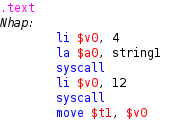 .text
Nhap:
li $v0, 4
la $a0, string1
syscall
li $v0, 12
syscall
move $t1, $v0